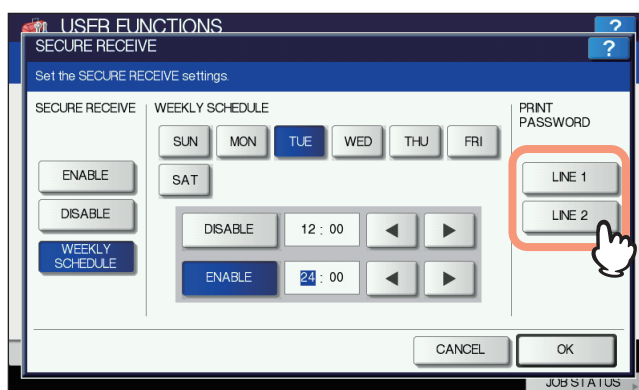 USER FUNCTIONS
?
SECURE RECEIVE
?
Set the SECURE RECEIVE settings.
SECURE RECEIVE
WEEKLY SCHEDULE
PRINT
PASSWORD
SUN MON TUE WED THU FRI
SAT
ENABLE
DISABLE
WEEKLY
SCHEDULE
DISABLE 12 : 00
ENABLE 24 : 00
LINE 1
LINE 2
CANCEL OK
JOB STATUS